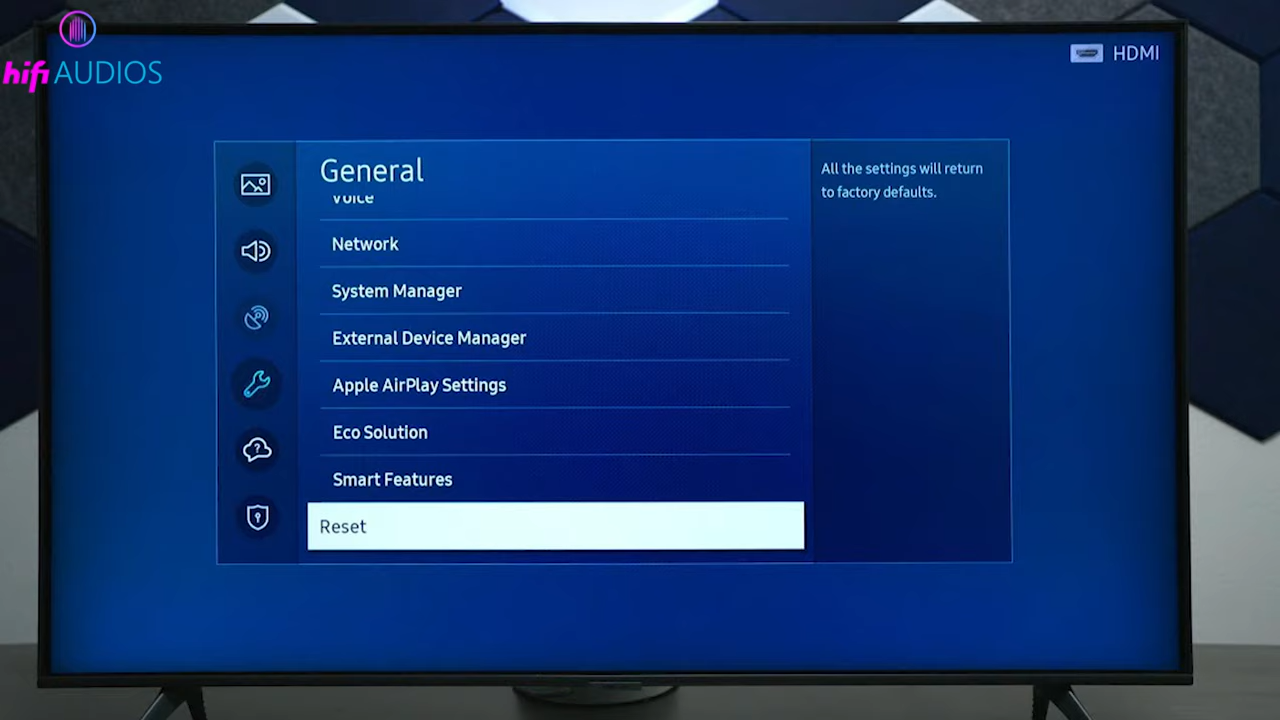 hifi AUDIOS
HDMI
General
Voice
Network
System Manager
External Device Manager
Apple AirPlay Settings
Eco Solution
Smart Features
Reset
All the settings will return
to factory defaults.